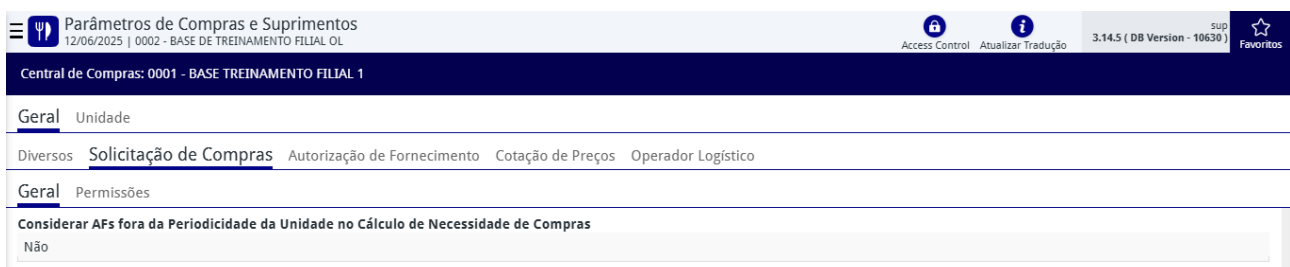 Parâmetros de Compras e Suprimentos
12/06/2025 | 0002 - BASE DE TREINAMENTO FILIAL OL
Access Control
Atualizar Tradução
sup
3.14.5 ( DB Version - 10630 )
Favoritos
Central de Compras: 0001 - BASE TREINAMENTO FILIAL 1
Geral Unidade
Diversos Solicitação de Compras Autorização de Fornecimento Cotação de Preços Operador Logístico
Geral Permissões
Considerar AFs fora da Periodicidade da Unidade no Cálculo de Necessidade de Compras
Não